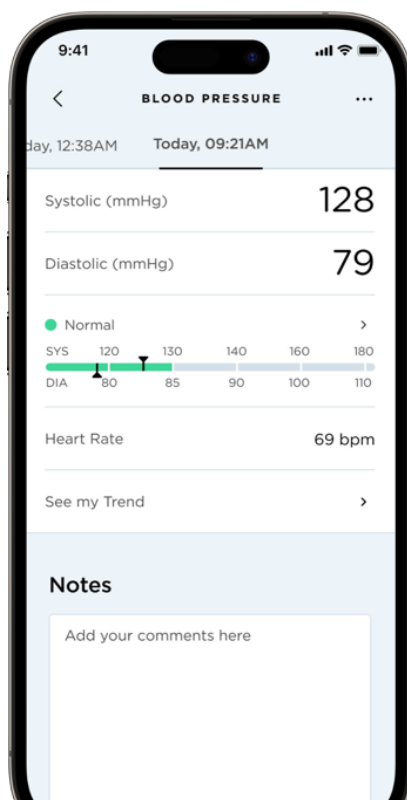 9:41
BLOOD PRESSURE
day, 12:38AM Today, 09:21AM
Systolic (mmHg) 128
Diastolic (mmHg) 79
Normal
SYS 120 130 140 160 180
DIA 80 85 90 100 110
Heart Rate 69 bpm
See my Trend
Notes
Add your comments here